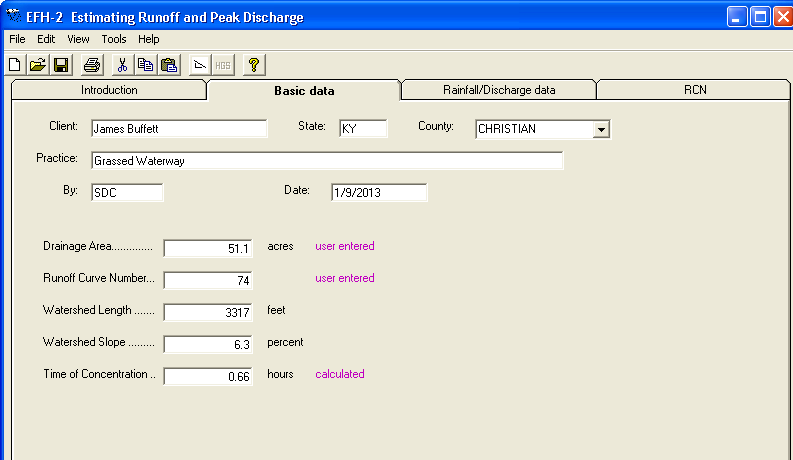 EFH-2 Estimating Runoff and Peak Discharge
File Edit View Tools Help
HGS ?
Introduction Basic data Rainfall/Discharge data RCN
Client: James Buffett State: KY County: CHRISTIAN
Practice: Grassed Waterway
By: SDC Date: 1/9/2013
Drainage Area.............. 51.1 acres user entered
Runoff Curve Number... 74 user entered
Watershed Length ....... 3317 feet
Watershed Slope ......... 6.3 percent
Time of Concentration .. 0.66 hours calculated